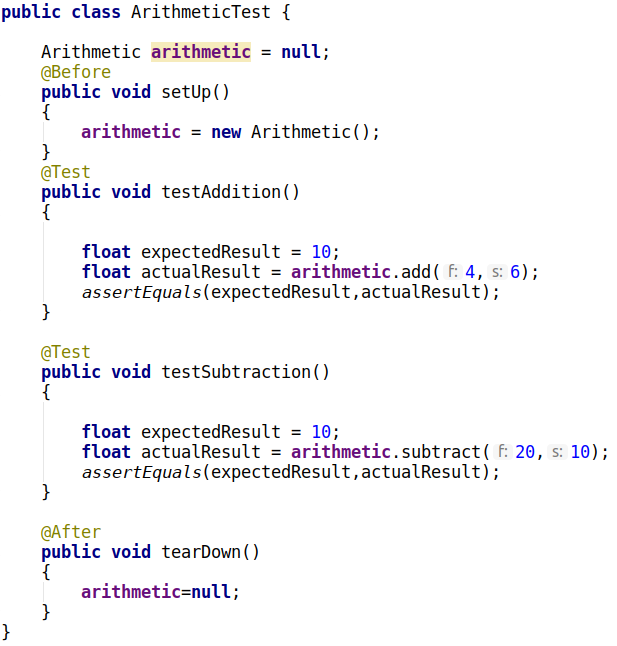 public class ArithmeticTest {
Arithmetic arithmetic = null;
@Before
public void setUp()
{
arithmetic = new Arithmetic();
}
@Test
public void testAddition()
{
float expectedResult = 10;
float actualResult = arithmetic.add( f: 4, s: 6);
assertEquals(expectedResult,actualResult);
}
@Test
public void testSubtraction()
{
float expectedResult = 10;
float actualResult = arithmetic.subtract( f: 20, s: 10);
assertEquals(expectedResult,actualResult);
}
@After
public void tearDown()
{
arithmetic=null;
}
}